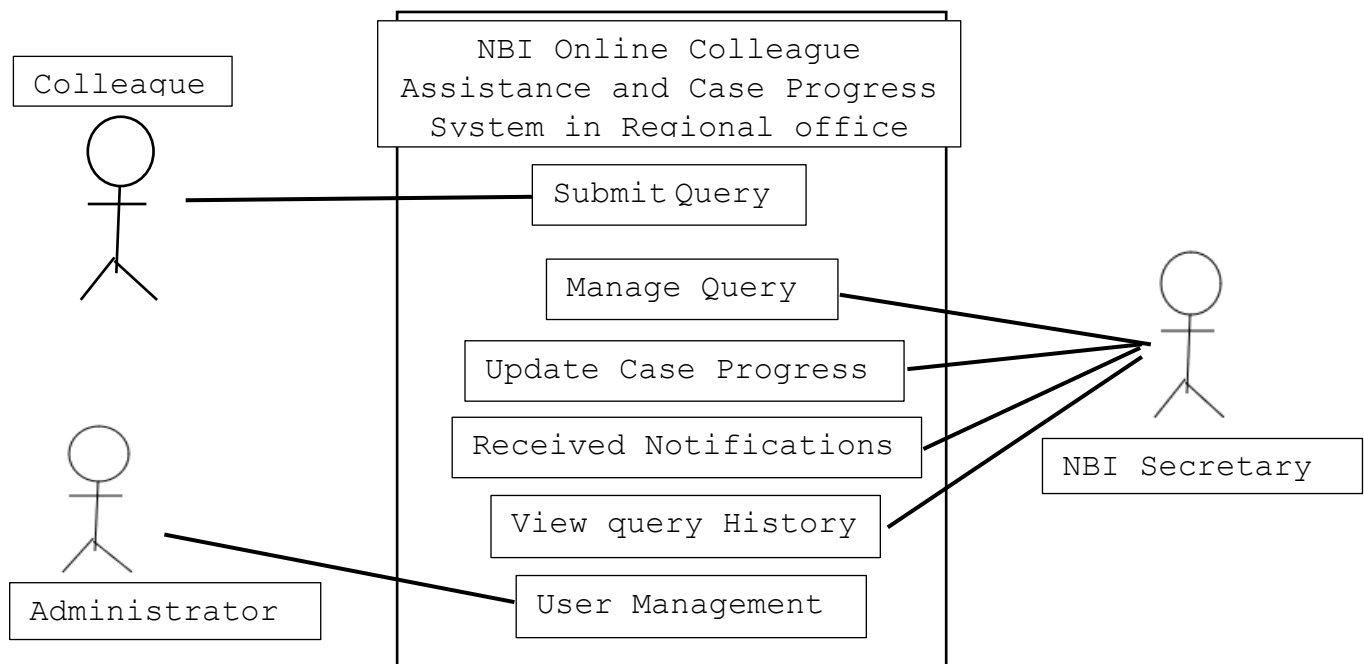 Colleague
NBI Online Colleague
Assistance and Case Progress
System in Regional office
Submit Query
Manage Query
Update Case Progress
Received Notifications
NBI Secretary
View query History
User Management
Administrator